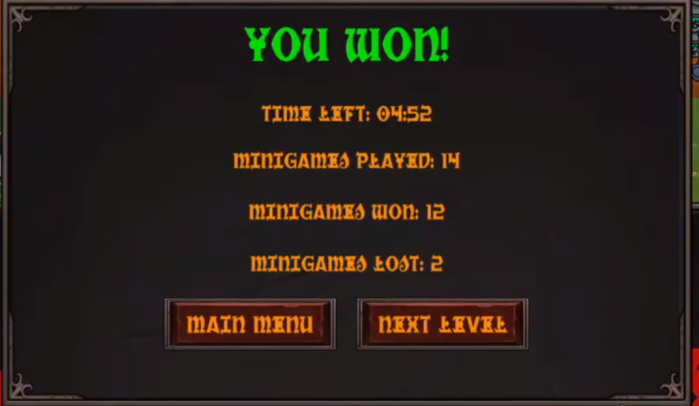 YOU WON!
TIME LEFT: 04:52
MINIGAMES PLAYED: 14
MINIGAMES WON: 12
MINIGAMES LOST: 2
MAIN MENU
NEXT LEVEL